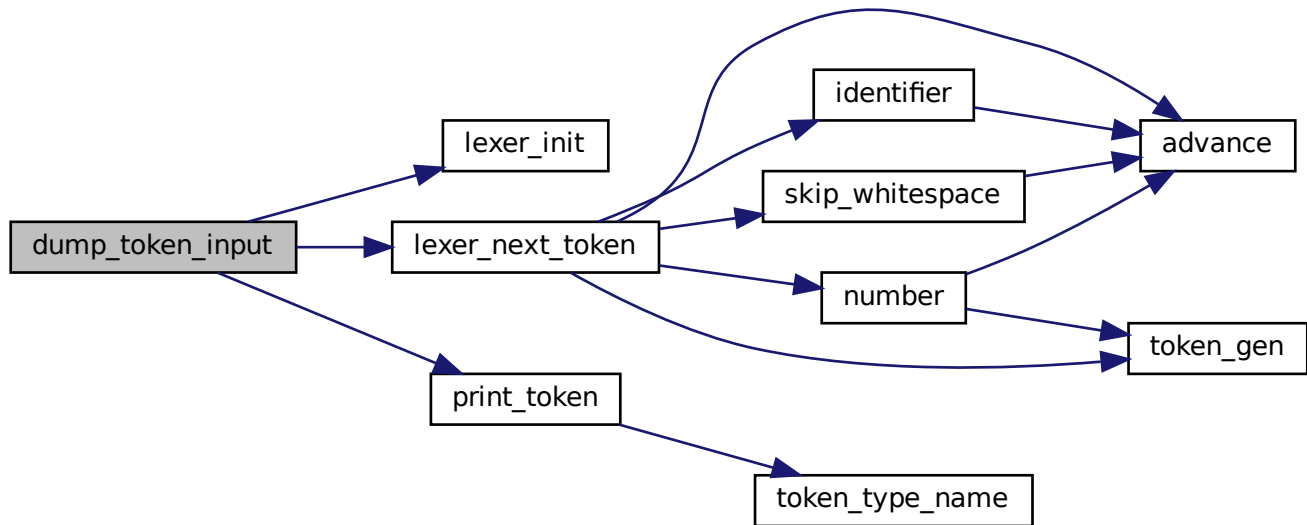 dump_token_input
lexer_init
lexer_next_token
print_token
identifier
skip_whitespace
number
token_type_name
advance
token_gen